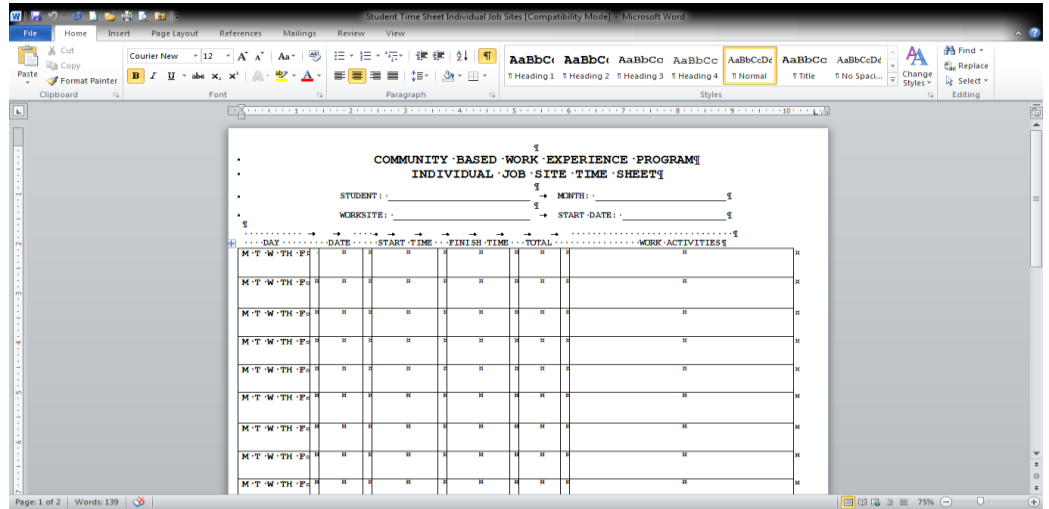 Student Time Sheet Individual Job Sites [Compatibility Mode] - Microsoft Word
File Home Insert Page Layout References Mailings Review View
Paste
Cut
Copy
Format Painter
Clipboard
Courier New 12
Font
Paragraph
AaBbCc AaBbCc AaBbCc AaBbCc AaBbCcDd AaBbCc AaBbCcDd
¶ Heading 1 ¶ Heading 2 ¶ Heading 3 ¶ Heading 4 ¶ Normal ¶ Title ¶ No Spaci...
Styles
Change Styles
Find
Replace
Select
Editing
COMMUNITY BASED WORK EXPERIENCE PROGRAM¶
INDIVIDUAL JOB SITE TIME SHEET¶
STUDENT: MONTH: ¶
WORKSITE: START DATE: ¶
DAY DATE START TIME FINISH TIME TOTAL WORK ACTIVITIES¶
M T W TH F
M T W TH F
M T W TH F
M T W TH F
M T W TH F
M T W TH F
M T W TH F
M T W TH F
M T W TH F
Page: 1 of 2 Words: 139 75%